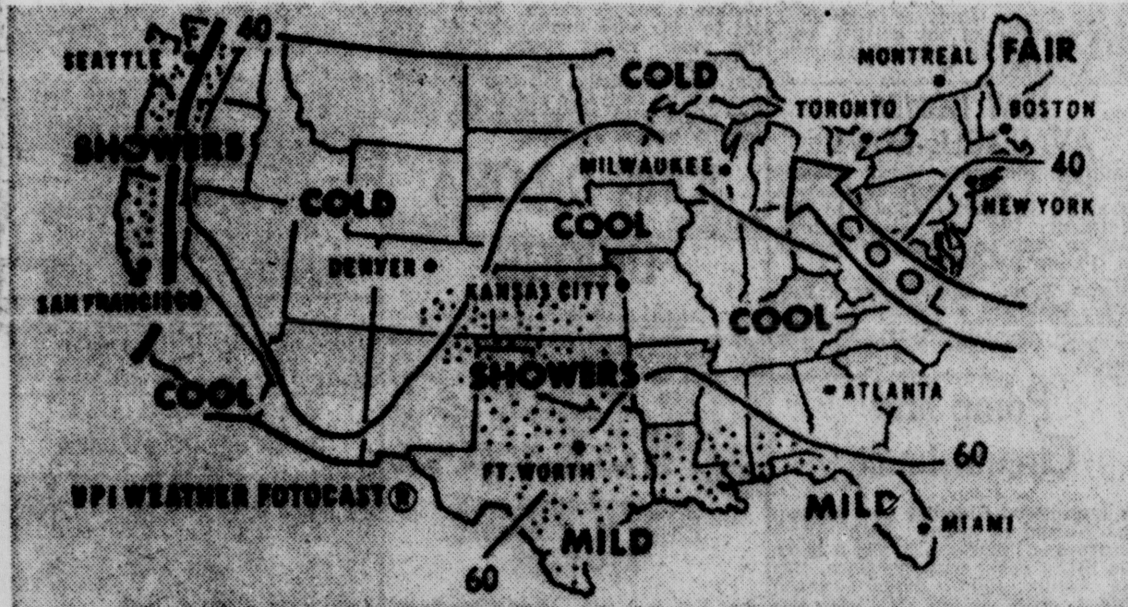 40
SEATTLE
COLD
MONTREAL
FAIR
TORONTO
BOSTON
SHOWERS
MILWAUKEE
40
COLD
NEW YORK
COOL
COOL
DENVER
KANSAS CITY
SAN FRANCISCO
COOL
SHOWERS
COOL
ATLANTA
60
FT. WORTH
UPI WEATHER FOTOCAST®
MILD
MIAMI
MILD
60